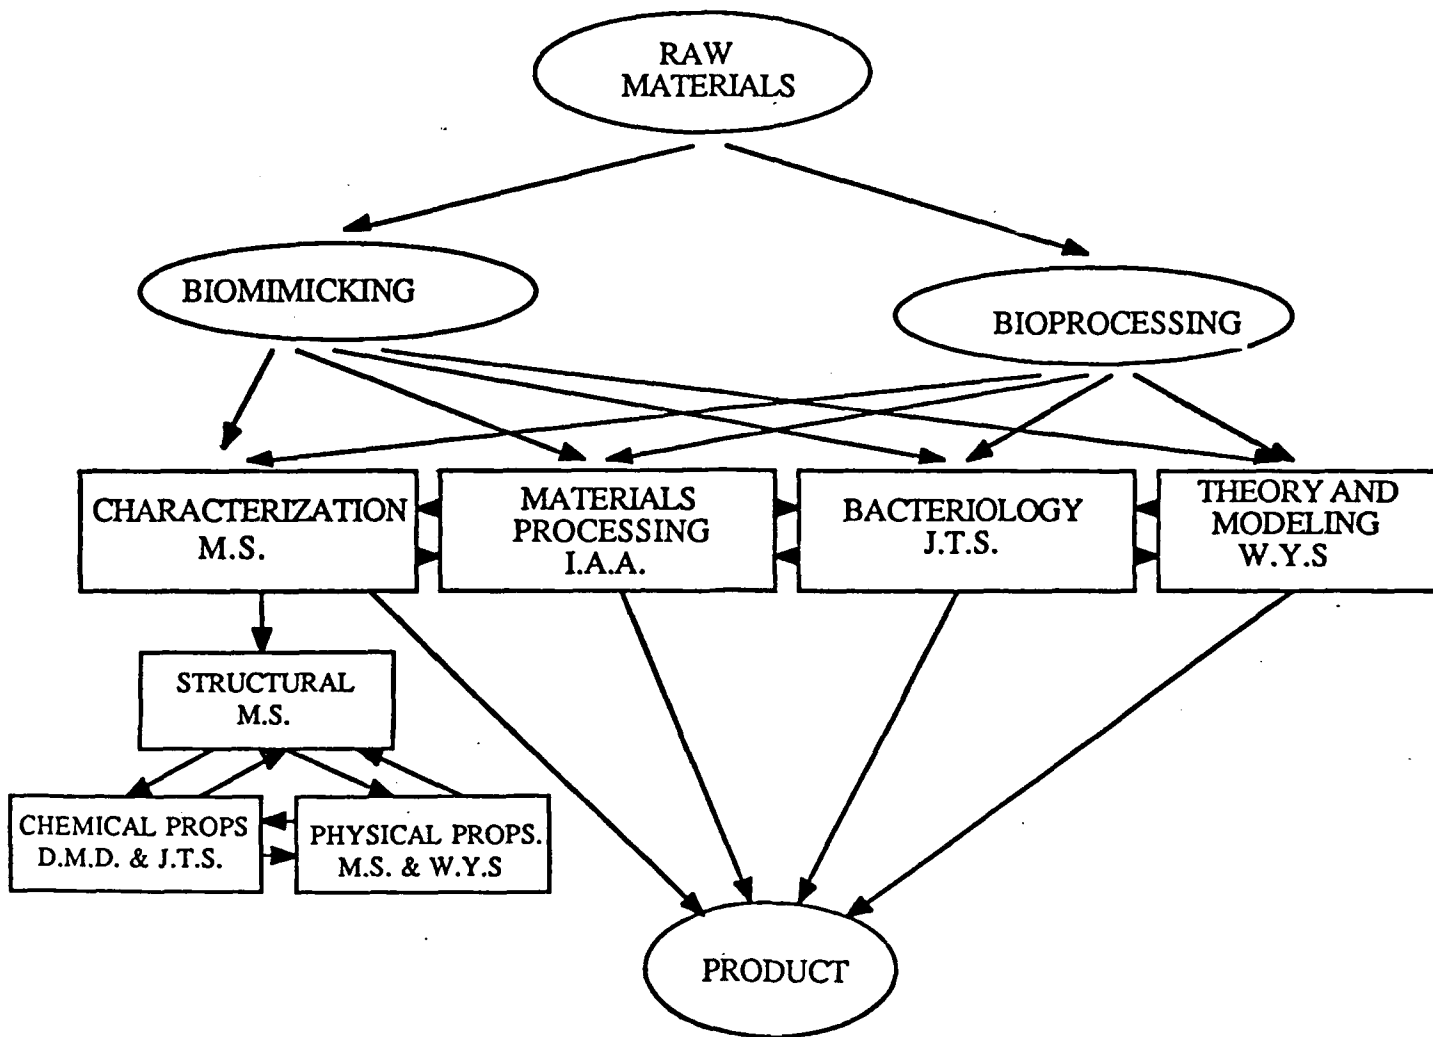 RAW
MATERIALS
BIOMIMICKING
BIOPROCESSING
CHARACTERIZATION
M.S.
MATERIALS
PROCESSING
I.A.A.
BACTERIOLOGY
J.T.S.
THEORY AND
MODELING
W.Y.S
STRUCTURAL
M.S.
CHEMICAL PROPS
D.M.D. & J.T.S.
PHYSICAL PROPS.
M.S. & W.Y.S
PRODUCT